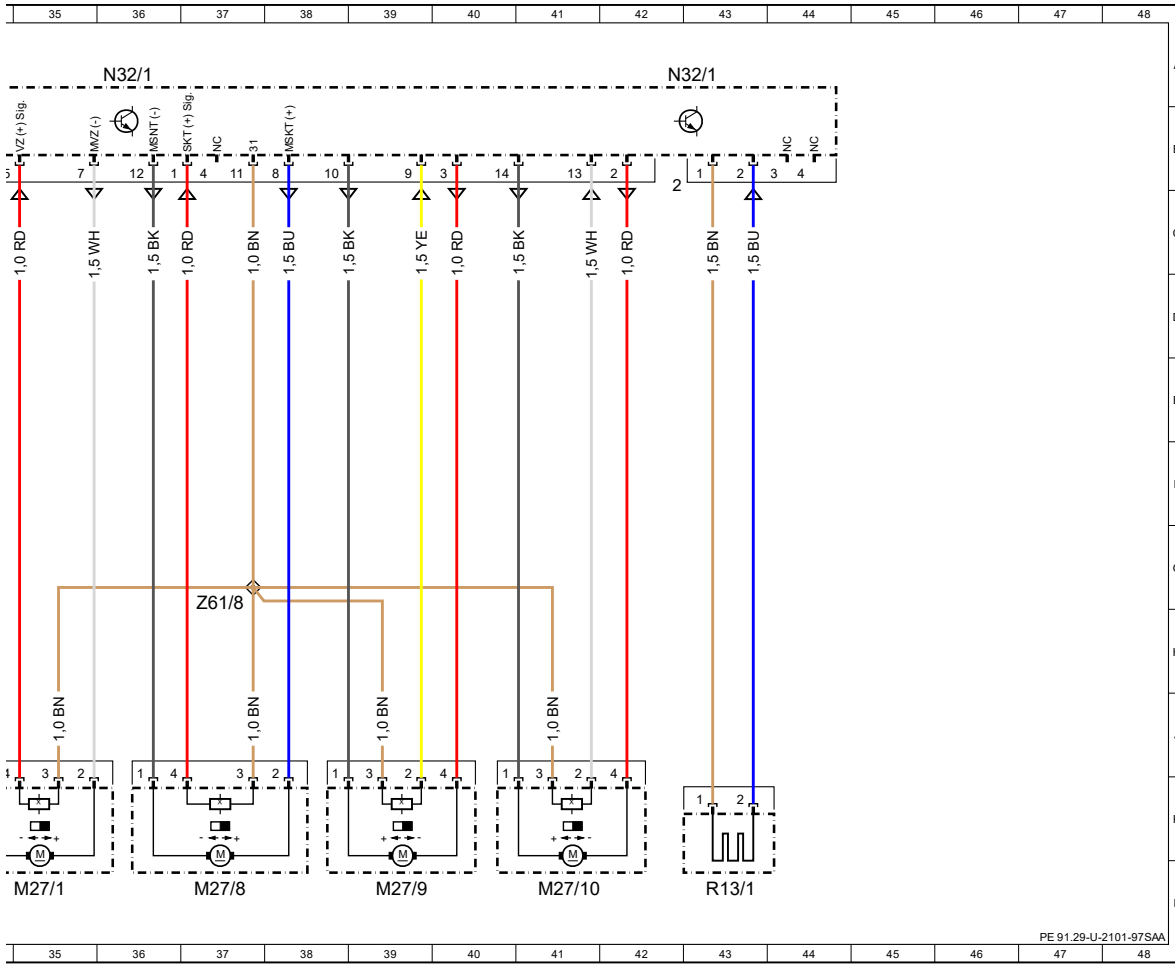 35 36 37 38 39 40 41 42 43 44 45 46 47 48
N32/1 N32/1
VZ (+) Sig. MVZ (-) MSNT (-) SKT (+) Sig. NC 31 MSKT (+) NC NC
7 12 1 4 11 8 10 9 3 14 13 2 1 2 3 4
2
1,0 RD 1,5 WH 1,5 BK 1,0 RD 1,0 BN 1,5 BU 1,5 BK 1,5 YE 1,0 RD 1,5 BK 1,5 WH 1,0 RD 1,5 BN 1,5 BU
Z61/8
1,0 BN 1,0 BN 1,0 BN 1,0 BN
3 2 1 4 3 2 1 3 2 4 1 3 2 4
1 2
- + - + + - + -
M M M M
M27/1 M27/8 M27/9 M27/10 R13/1
PE 91.29-U-2101-97SAA
35 36 37 38 39 40 41 42 43 44 45 46 47 48